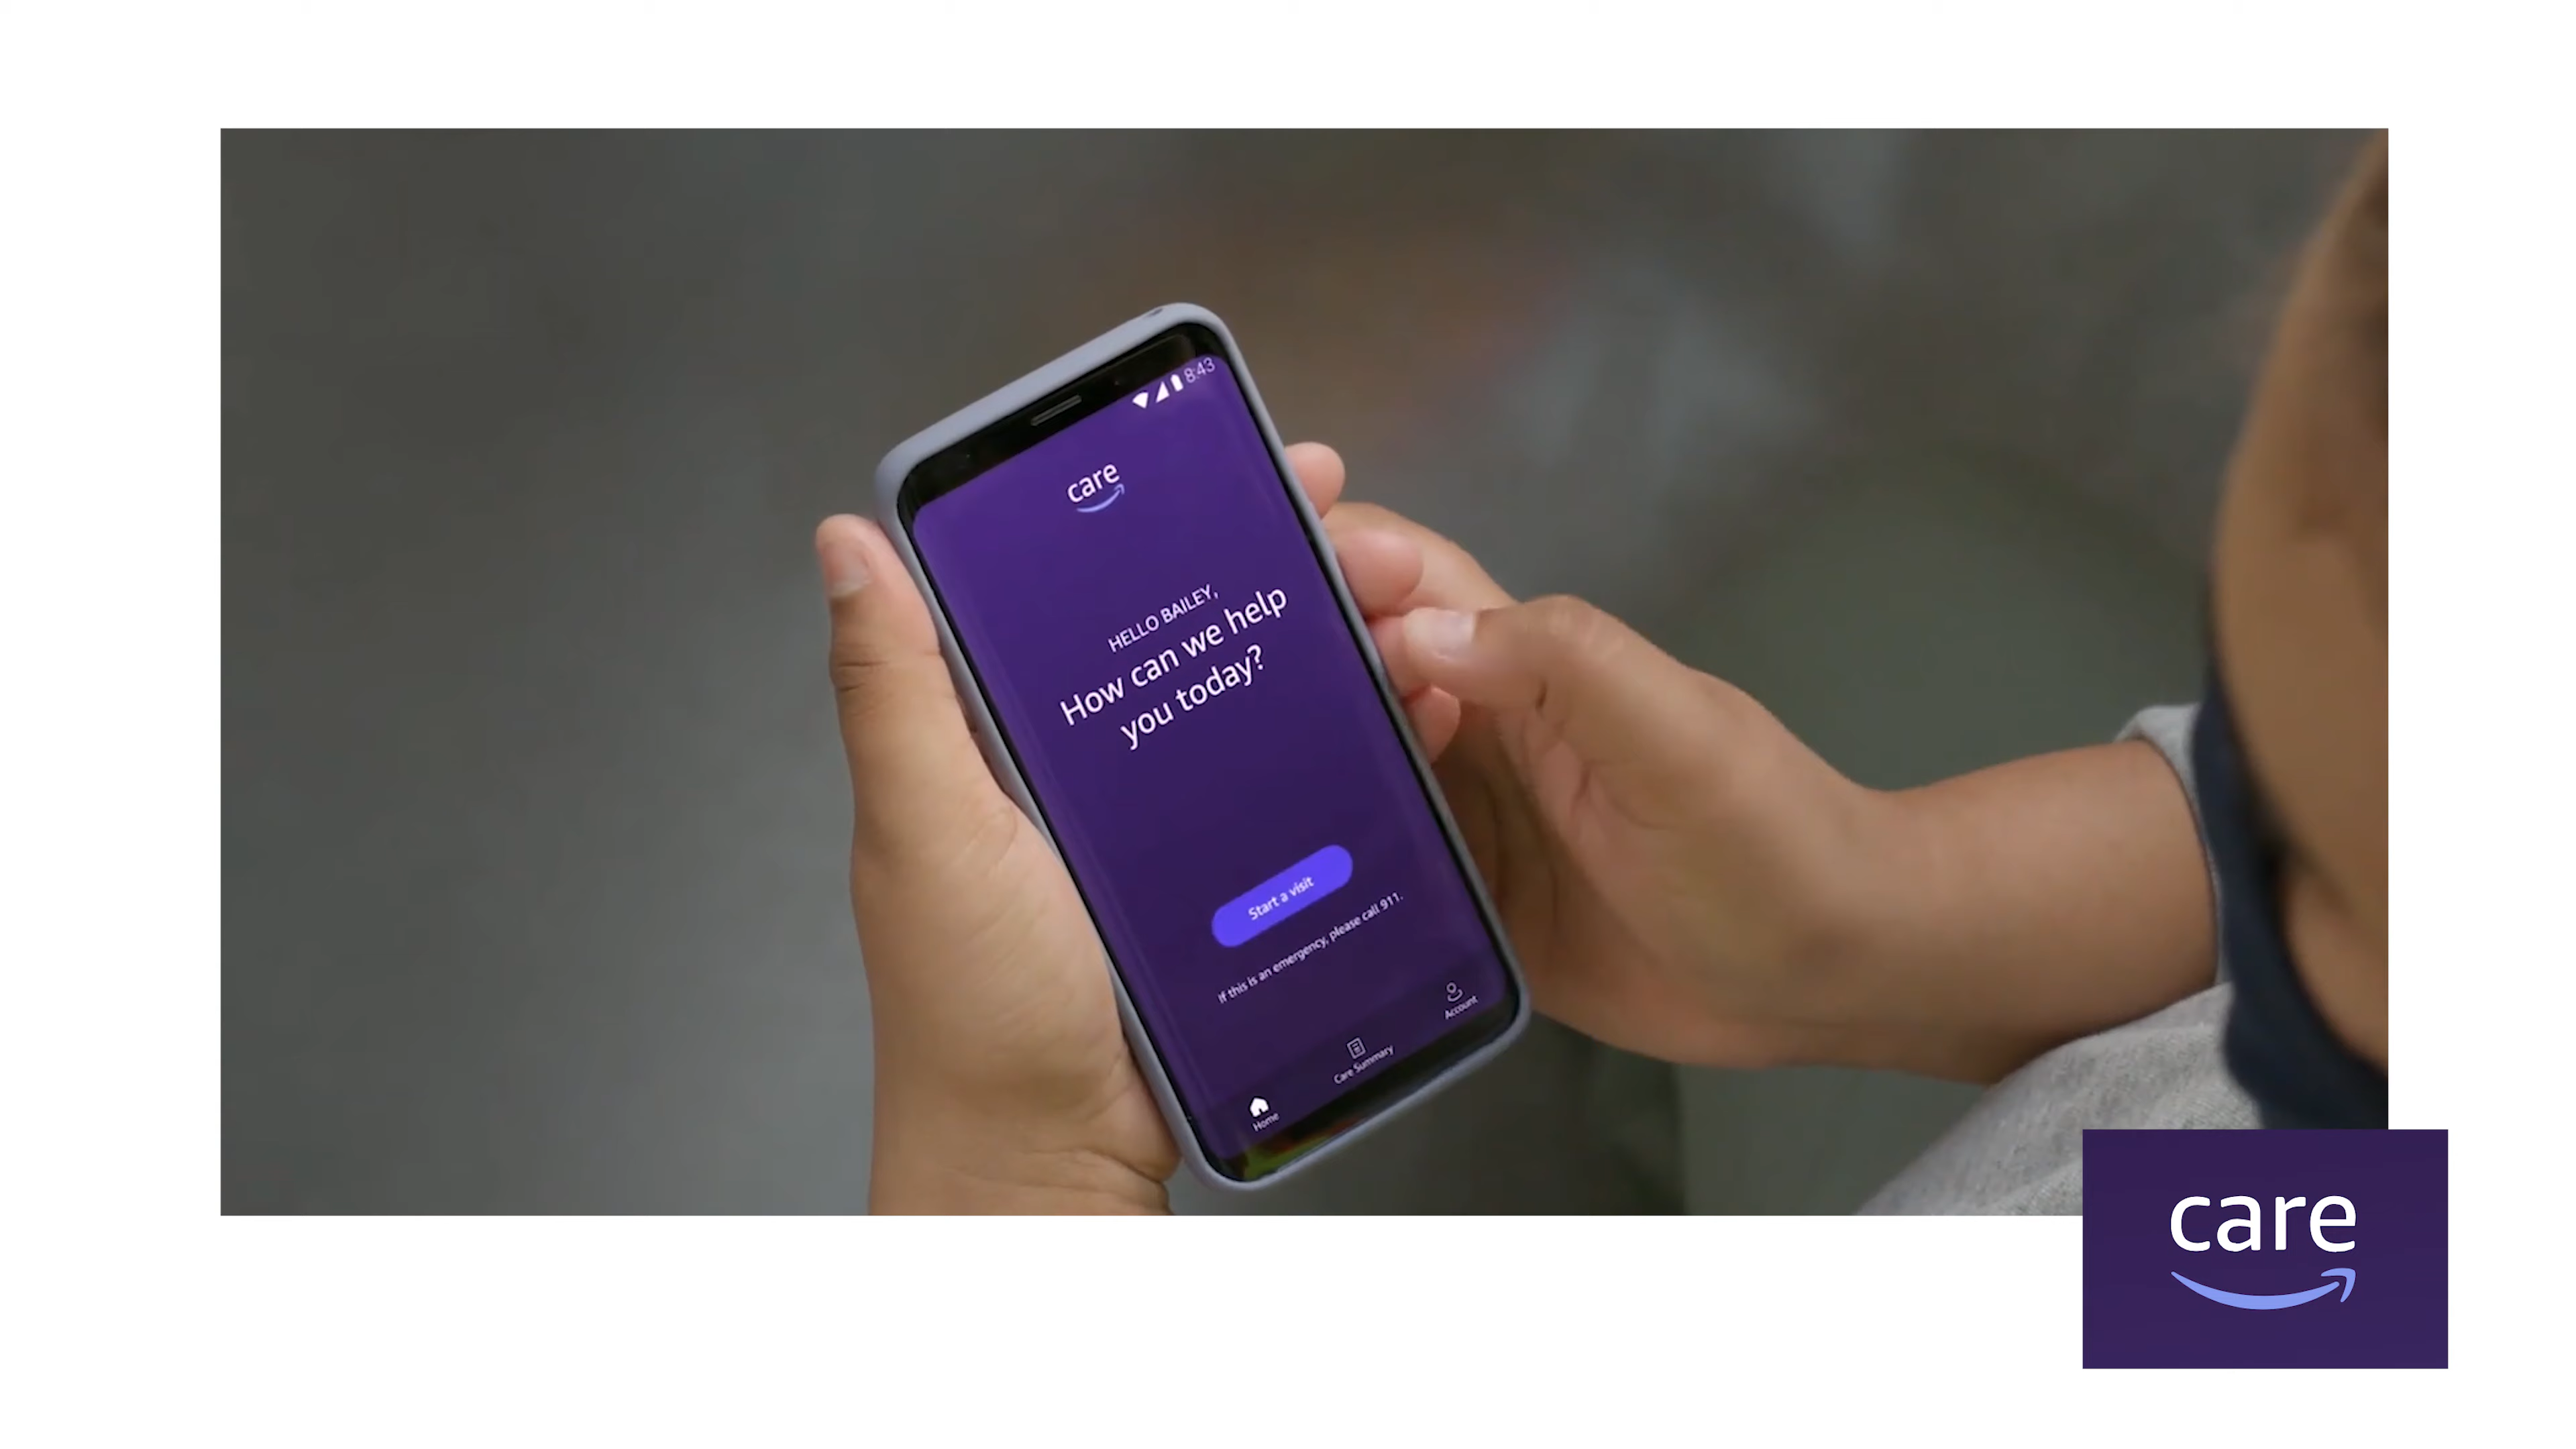 8:43
care
HELLO BAILEY,
How can we help
you today?
Start a visit
If this is an emergency, please call 911.
Home
Care Summary
Account
care